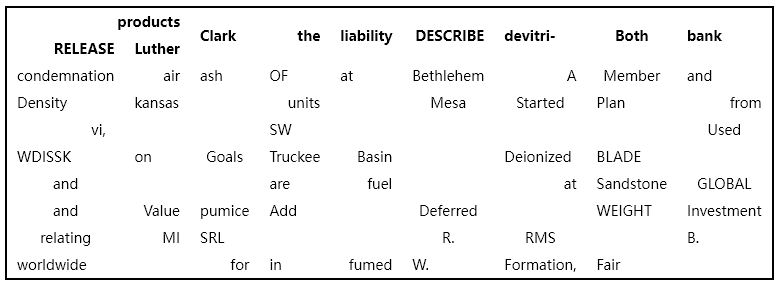 RELEASE products Luther Clark the liability DESCRIBE devitri- Both bank
condemnation air ash OF at Bethlehem A Member and
Density kansas units Mesa Started Plan from
vi, SW Used
WDISSK on Goals Truckee Basin Deionized BLADE
and are fuel at Sandstone GLOBAL
and Value pumice Add Deferred WEIGHT Investment
relating MI SRL R. RMS B.
worldwide for in fumed W. Formation, Fair